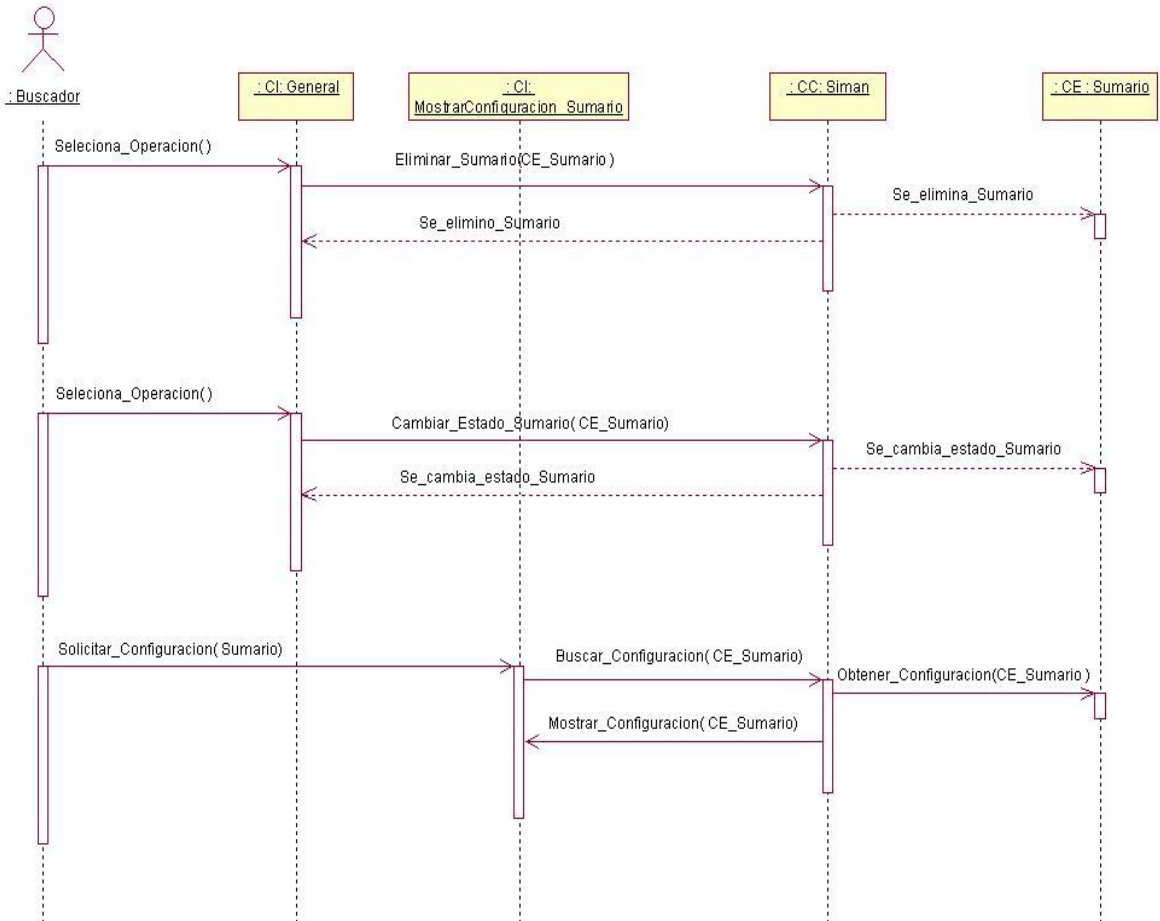 : Buscador
: CI: General
: CI:
MostrarConfiguracion_Sumario
: CC: Siman
: CE : Sumario
Seleciona_Operacion()
Eliminar_Sumario(CE_Sumario )
Se_elimina_Sumario
Se_elimino_Sumario
Seleciona_Operacion()
Cambiar_Estado_Sumario( CE_Sumario)
Se_cambia_estado_Sumario
Se_cambia_estado_Sumario
Solicitar_Configuracion( Sumario)
Buscar_Configuracion( CE_Sumario)
Obtener_Configuracion(CE_Sumario )
Mostrar_Configuracion( CE_Sumario)